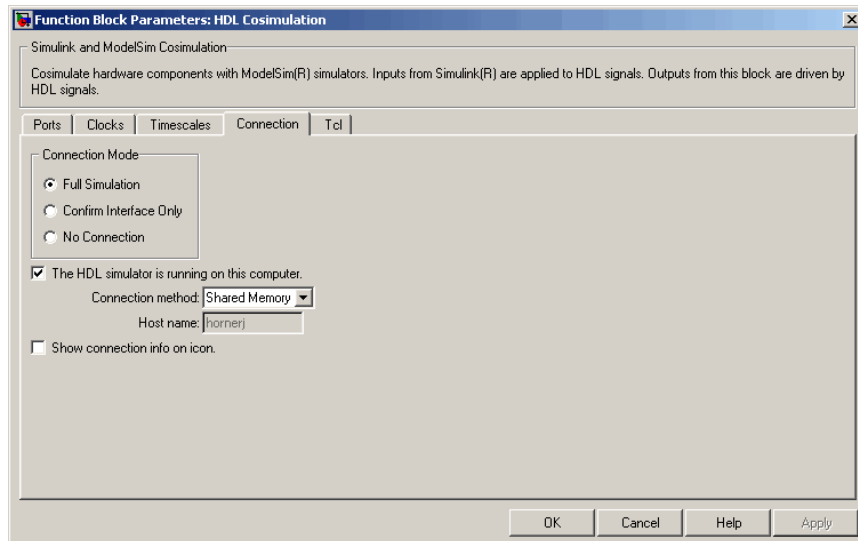 Function Block Parameters: HDL Cosimulation
Simulink and ModelSim Cosimulation
Cosimulate hardware components with ModelSim(R) simulators. Inputs from Simulink(R) are applied to HDL signals. Outputs from this block are driven by
HDL signals.
Ports Clocks Timescales Connection Tcl
Connection Mode
Full Simulation
Confirm Interface Only
No Connection
The HDL simulator is running on this computer.
Connection method: Shared Memory
Host name: hornerj
Show connection info on icon.
OK Cancel Help Apply